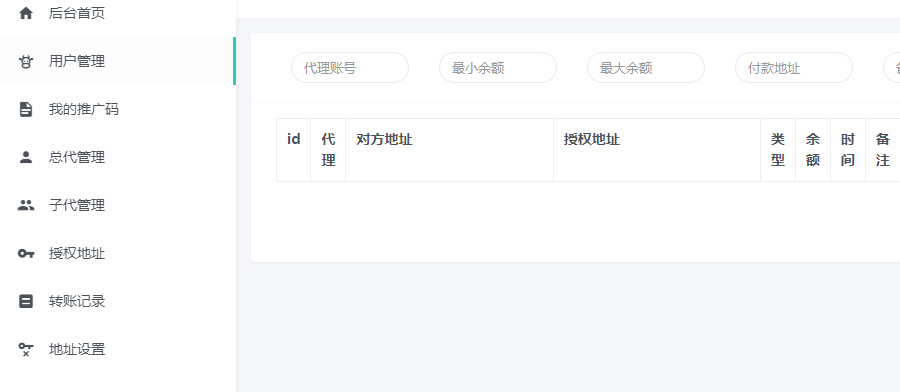 后台首页
用户管理
我的推广码
总代管理
子代管理
授权地址
转账记录
地址设置
代理账号 最小余额 最大余额 付款地址
id 代理 对方地址 授权地址 类型 余额 时间 备注